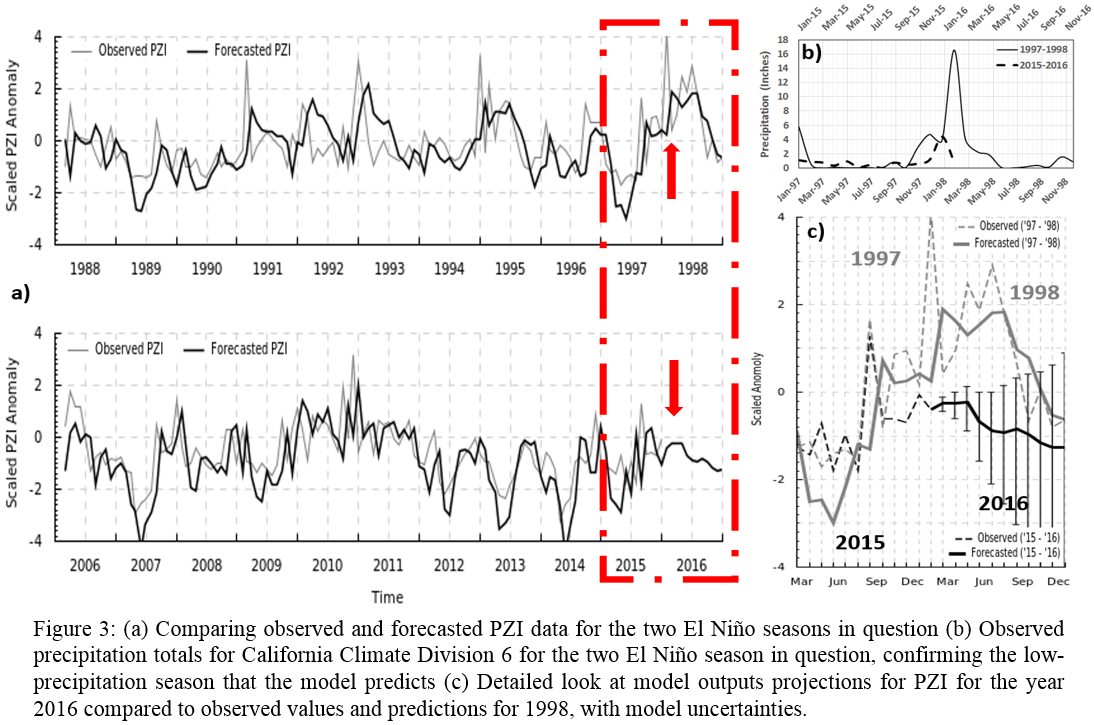 a)
Scaled PZI Anomaly
4
2
0
-2
-4
Observed PZI
Forecasted PZI
1988 1989 1990 1991 1992 1993 1994 1995 1996 1997 1998
Scaled PZI Anomaly
4
2
0
-2
-4
Observed PZI
Forecasted PZI
2006 2007 2008 2009 2010 2011 2012 2013 2014 2015 2016
Time
b)
Jan-15 Mar-15 May-15 Jul-15 Sep-15 Nov-15 Jan-16 Mar-16 May-16 Jul-16 Sep-16 Nov-16
Precipitation (Inches)
18
16
14
12
10
8
6
4
2
0
1997-1998
2015-2016
Jan-97 Mar-97 May-97 Jul-97 Sep-97 Nov-97 Jan-98 Mar-98 May-98 Jul-98 Sep-98 Nov-98
c)
Scaled Anomoly
4
2
0
-2
-4
Observed ('97 - '98)
Forecasted ('97 - '98)
1997
1998
2016
2015
Observed ('15 - '16)
Forecasted ('15 - '16)
Mar Jun Sep Dec Mar Jun Sep Dec
Figure 3: (a) Comparing observed and forecasted PZI data for the two El Niño seasons in question (b) Observed
precipitation totals for California Climate Division 6 for the two El Niño season in question, confirming the low-
precipitation season that the model predicts (c) Detailed look at model outputs projections for PZI for the year
2016 compared to observed values and predictions for 1998, with model uncertainties.